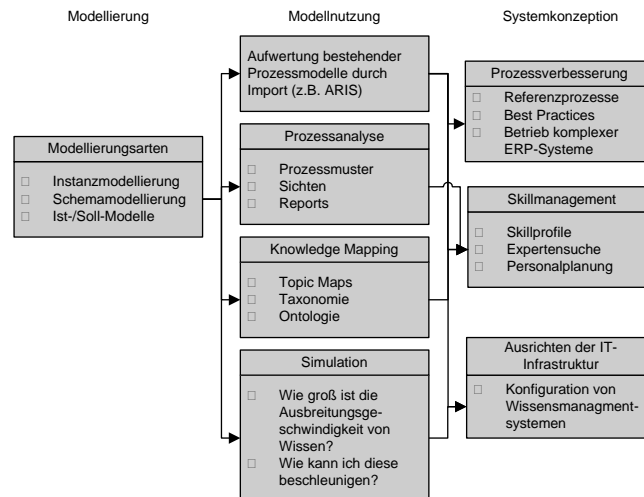 Modellierung
Modellnutzung
Systemkonzeption
Modellierungsarten
Instanzmodellierung
Schemamodellierung
Ist-/Soll-Modelle
Aufwertung bestehender
Prozessmodelle durch
Import (z.B. ARIS)
Prozessanalyse
Prozessmuster
Sichten
Reports
Knowledge Mapping
Topic Maps
Taxonomie
Ontologie
Simulation
Wie groß ist die
Ausbreitungsge-
schwindigkeit von
Wissen?
Wie kann ich diese
beschleunigen?
Prozessverbesserung
Referenzprozesse
Best Practices
Betrieb komplexer
ERP-Systeme
Skillmanagement
Skillprofile
Expertensuche
Personalplanung
Ausrichten der IT-
Infrastruktur
Konfiguration von
Wissensmanagment-
systemen